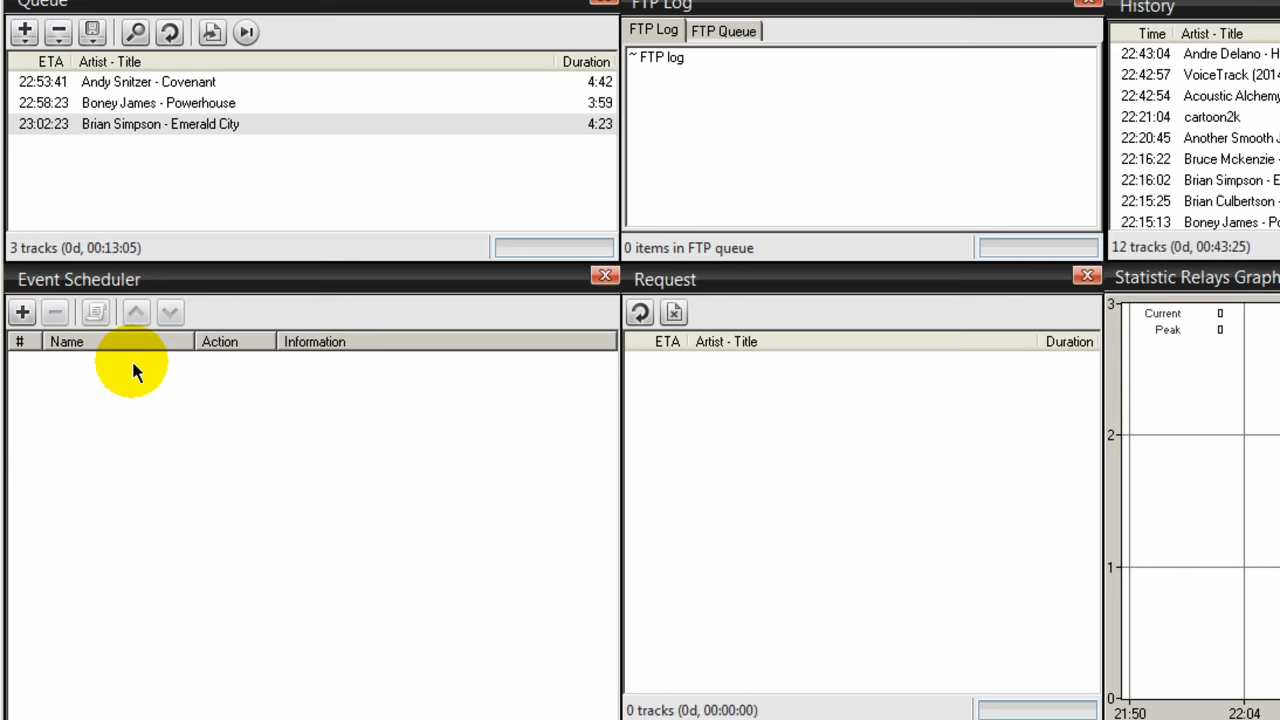 Queue
ETA Artist - Title Duration
22:53:41 Andy Snitzer - Covenant 4:42
22:58:23 Boney James - Powerhouse 3:59
23:02:23 Brian Simpson - Emerald City 4:23
3 tracks (0d, 00:13:05)
FTP Log
FTP Log FTP Queue
~ FTP log
0 items in FTP queue
History
Time Artist - Title
22:43:04 Andre Delano - H
22:42:57 VoiceTrack (2014
22:42:54 Acoustic Alchemy
22:21:04 cartoon2k
22:20:45 Another Smooth J
22:16:22 Bruce Mckenzie -
22:16:02 Brian Simpson - E
22:15:25 Brian Culbertson -
22:15:13 Boney James - Po
12 tracks (0d, 00:43:25)
Event Scheduler
# Name Action Information
Request
ETA Artist - Title Duration
0 tracks (0d, 00:00:00)
Statistic Relays Graph
Current 0
Peak 0
3
2
1
0
21:50 22:04